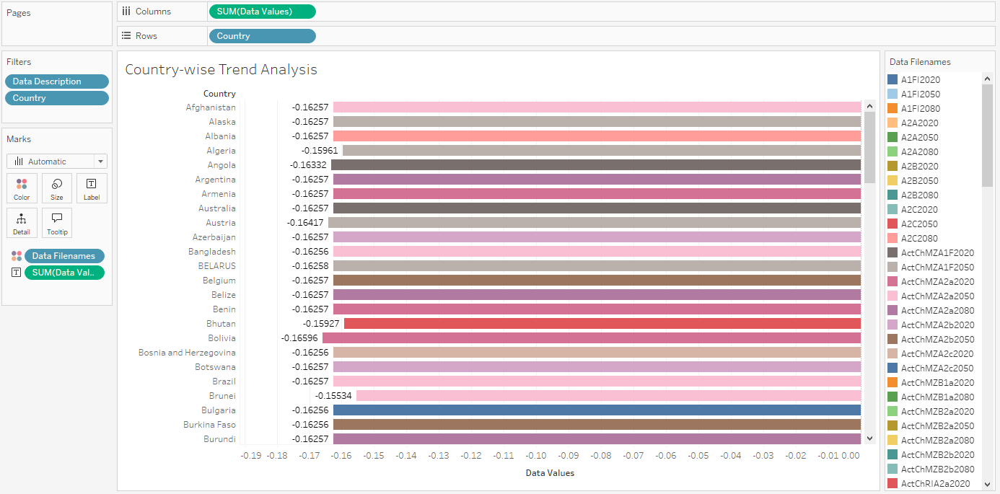 Pages
Columns
SUM(Data Values)
Rows
Country
Filters
Data Description
Country
Marks
Automatic
Color Size Label
Detail Tooltip
Data Filenames
SUM(Data Val..
Country-wise Trend Analysis
Country
Afghanistan -0.16257
Alaska -0.16257
Albania -0.16257
Algeria -0.15961
Angola -0.16332
Argentina -0.16257
Armenia -0.16257
Australia -0.16257
Austria -0.16417
Azerbaijan -0.16257
Bangladesh -0.16256
BELARUS -0.16258
Belgium -0.16257
Belize -0.16257
Benin -0.16257
Bhutan -0.15927
Bolivia -0.16596
Bosnia and Herzegovina -0.16256
Botswana -0.16257
Brazil -0.16257
Brunei -0.15534
Bulgaria -0.16256
Burkina Faso -0.16256
Burundi -0.16257
-0.19 -0.18 -0.17 -0.16 -0.15 -0.14 -0.13 -0.12 -0.11 -0.10 -0.09 -0.08 -0.07 -0.06 -0.05 -0.04 -0.03 -0.02 -0.01 0.00
Data Values
Data Filenames
A1FI2020
A1FI2050
A1FI2080
A2A2020
A2A2050
A2A2080
A2B2020
A2B2050
A2B2080
A2C2020
A2C2050
A2C2080
ActChMZA1F2020
ActChMZA1F2050
ActChMZA2a2020
ActChMZA2a2050
ActChMZA2a2080
ActChMZA2b2020
ActChMZA2b2050
ActChMZA2c2020
ActChMZA2c2050
ActChMZB1a2020
ActChMZB1a2080
ActChMZB2a2020
ActChMZB2a2050
ActChMZB2a2080
ActChMZB2b2020
ActChMZB2b2080
ActChRIA2a2020